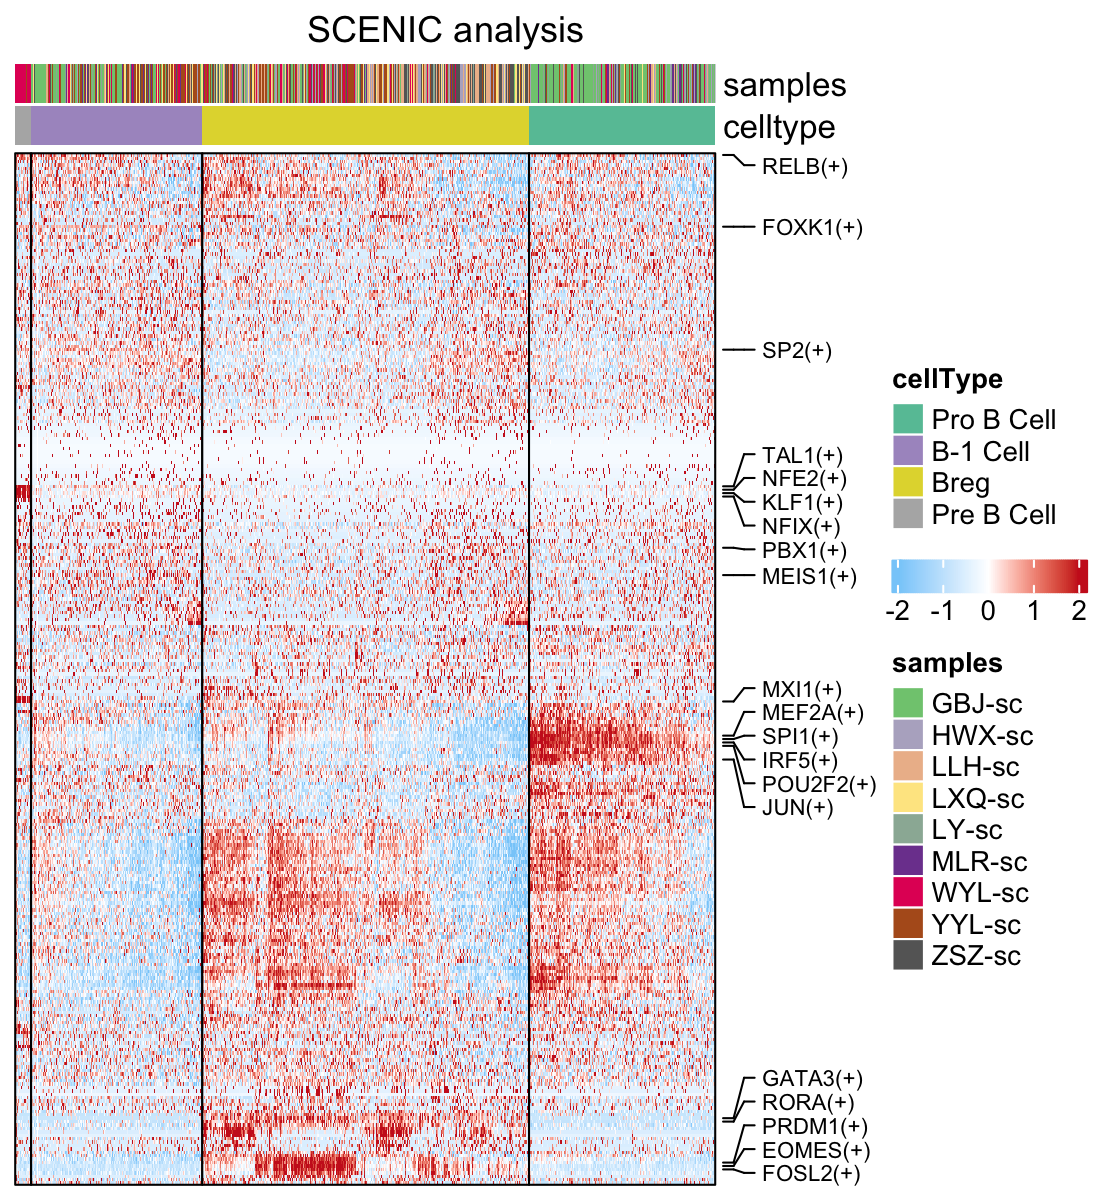 SCENIC analysis
samples
celltype
RELB(+)
FOXK1(+)
SP2(+)
TAL1(+)
NFE2(+)
KLF1(+)
NFIX(+)
PBX1(+)
MEIS1(+)
MXI1(+)
MEF2A(+)
SPI1(+)
IRF5(+)
POU2F2(+)
JUN(+)
GATA3(+)
RORA(+)
PRDM1(+)
EOMES(+)
FOSL2(+)
cellType
Pro B Cell
B-1 Cell
Breg
Pre B Cell
-2 -1 0 1 2
samples
GBJ-sc
HWX-sc
LLH-sc
LXQ-sc
LY-sc
MLR-sc
WYL-sc
YYL-sc
ZSZ-sc